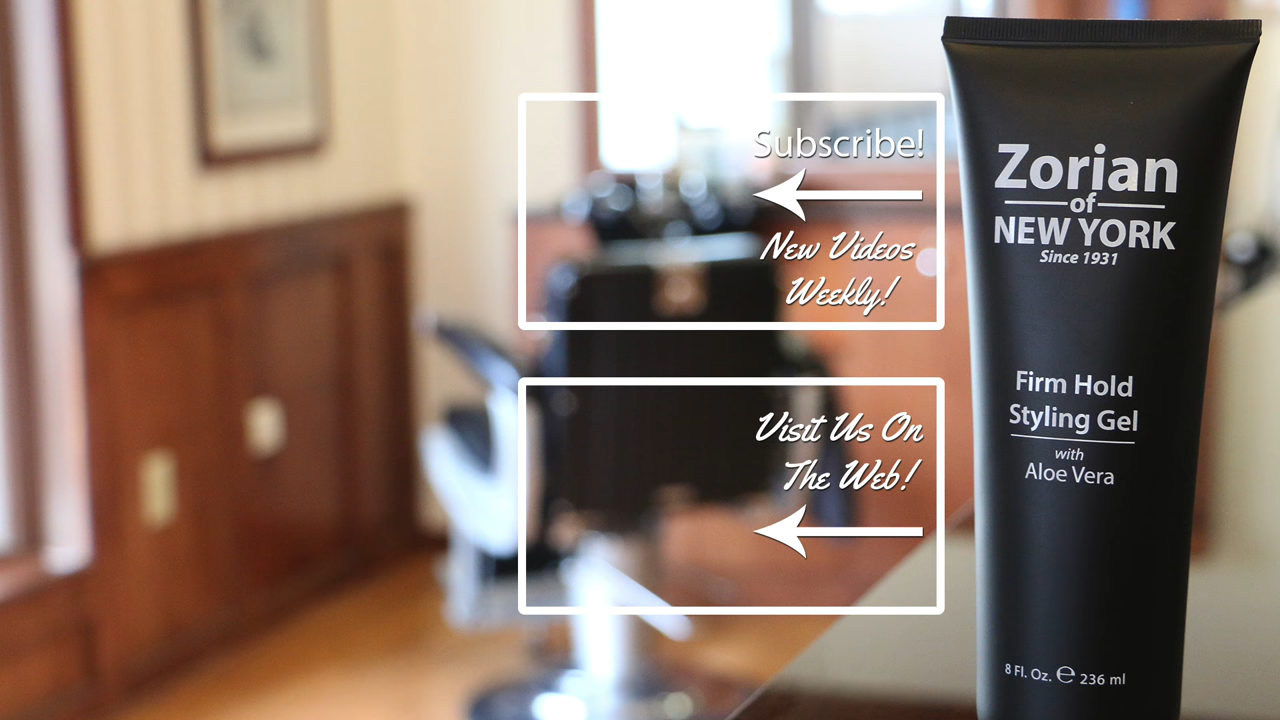 Subscribe!
New Videos
Weekly!
Visit Us On
The Web!
Zorian
of
NEW YORK
Since 1931
Firm Hold
Styling Gel
with
Aloe Vera
8 Fl. Oz. ℮ 236 ml